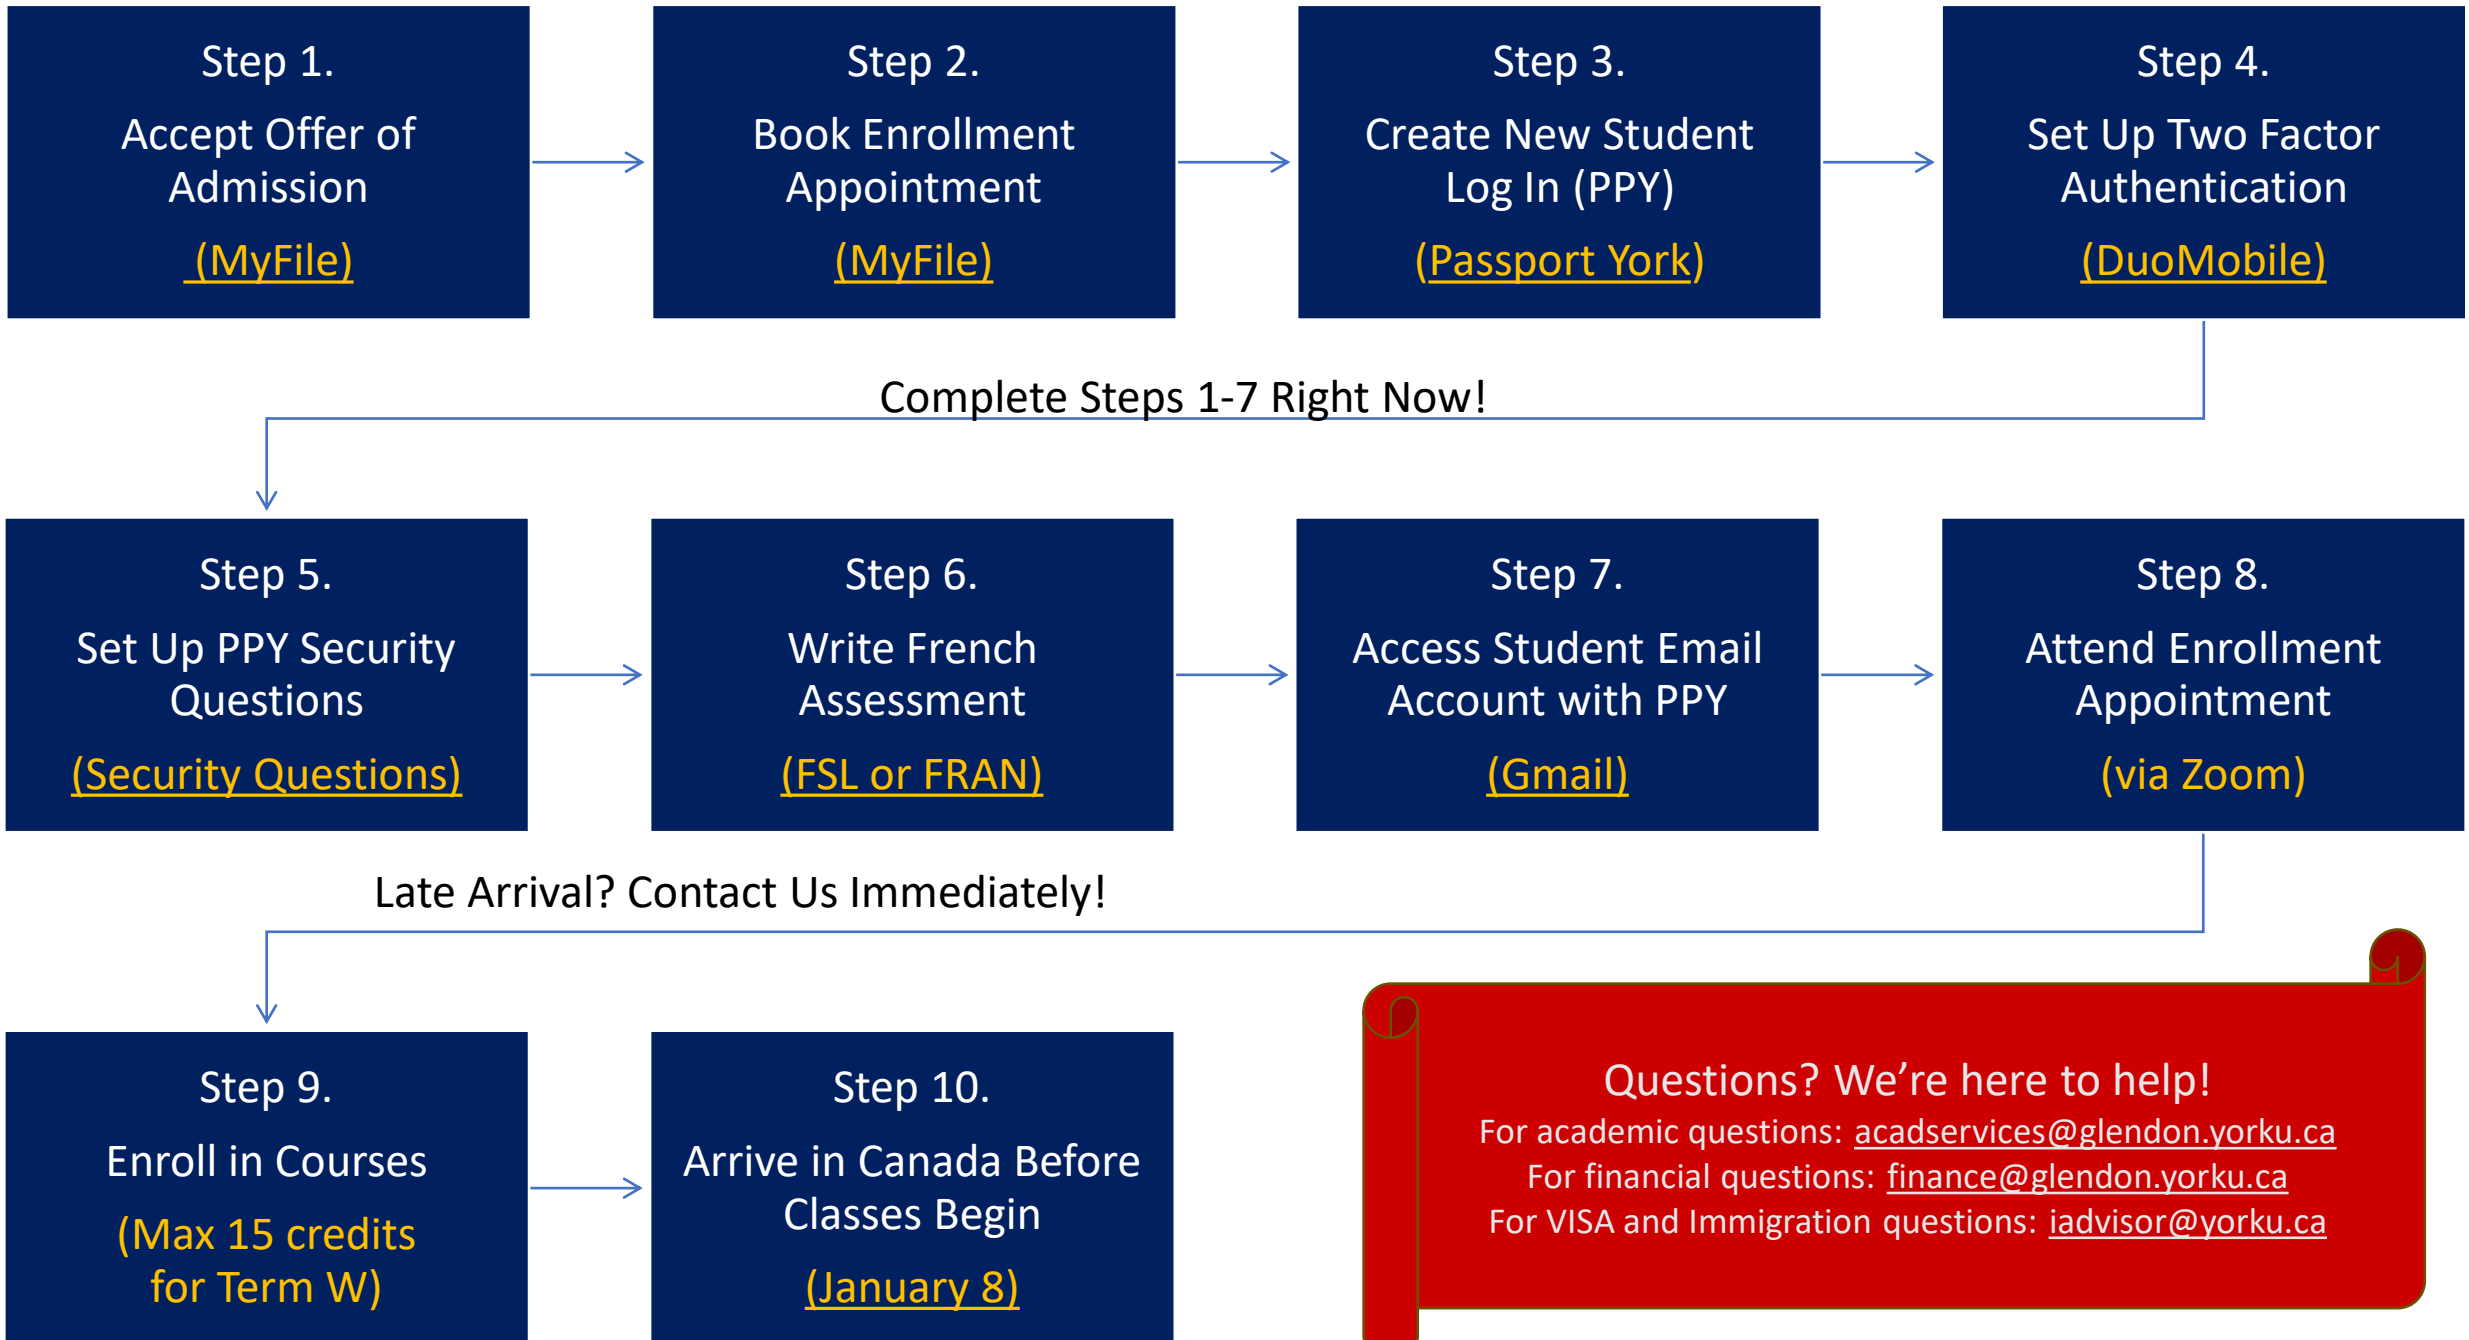 Step 1.
Accept Offer of
Admission
(MyFile)
Step 2.
Book Enrollment
Appointment
(MyFile)
Step 3.
Create New Student
Log In (PPY)
(Passport York)
Step 4.
Set Up Two Factor
Authentication
(DuoMobile)
Complete Steps 1-7 Right Now!
Step 5.
Set Up PPY Security
Questions
(Security Questions)
Step 6.
Write French
Assessment
(FSL or FRAN)
Step 7.
Access Student Email
Account with PPY
(Gmail)
Step 8.
Attend Enrollment
Appointment
(via Zoom)
Late Arrival? Contact Us Immediately!
Step 9.
Enroll in Courses
(Max 15 credits
for Term W)
Step 10.
Arrive in Canada Before
Classes Begin
(January 8)
Questions? We’re here to help!
For academic questions: acadservices@glendon.yorku.ca
For financial questions: finance@glendon.yorku.ca
For VISA and Immigration questions: iadvisor@yorku.ca